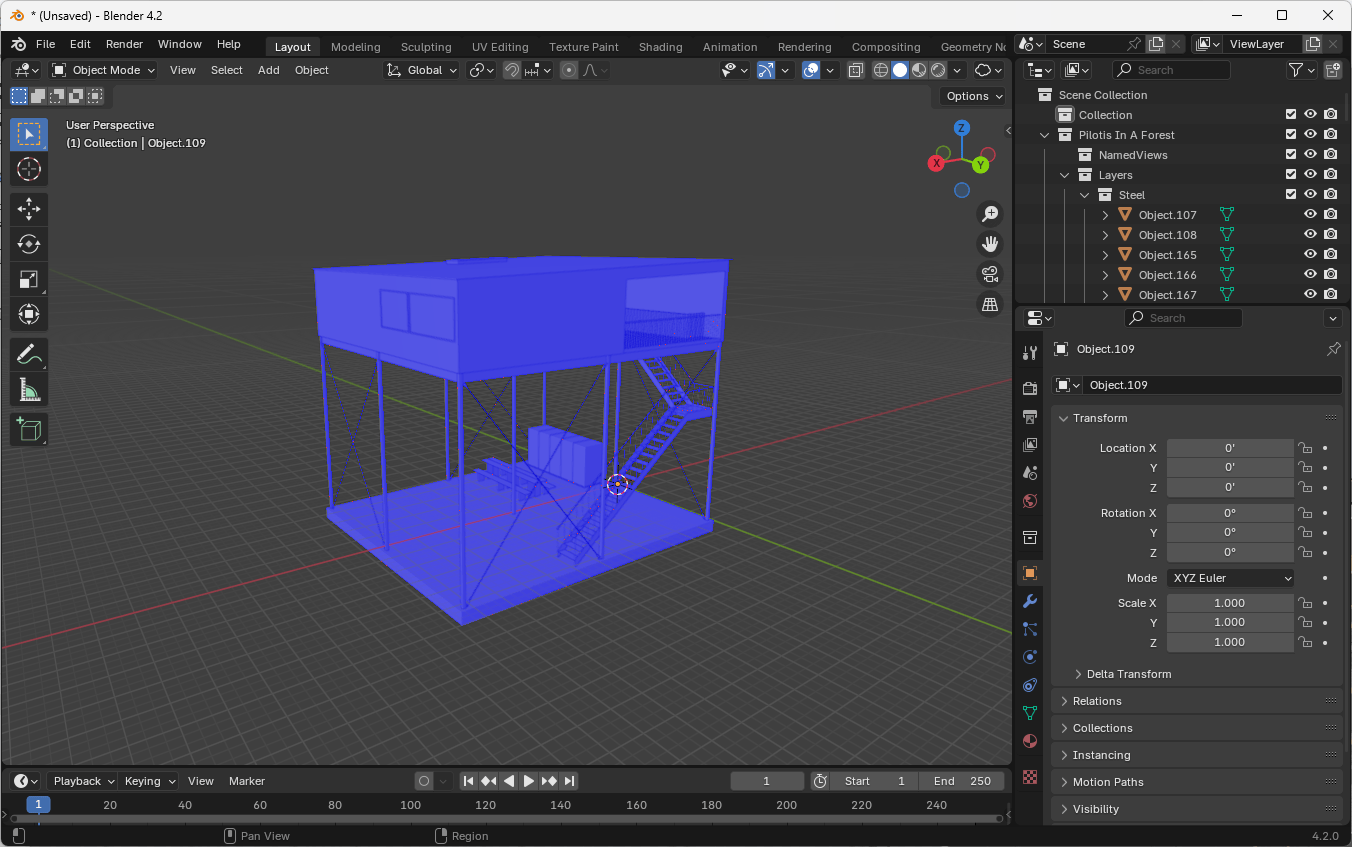 * (Unsaved) - Blender 4.2
File Edit Render Window Help Layout Modeling Sculpting UV Editing Texture Paint Shading Animation Rendering Compositing Geometry No Scene ViewLayer
Object Mode View Select Add Object Global Search
Options
User Perspective
(1) Collection | Object.109
Z
X
Y
Scene Collection
Collection
Pilotis In A Forest
NamedViews
Layers
Steel
Object.107
Object.108
Object.165
Object.166
Object.167
Search
Object.109
Object.109
Transform
Location X 0'
Y 0'
Z 0'
Rotation X 0°
Y 0°
Z 0°
Mode XYZ Euler
Scale X 1.000
Y 1.000
Z 1.000
Delta Transform
Relations
Collections
Instancing
Motion Paths
Visibility
Playback Keying View Marker 1 Start 1 End 250
1 20 40 60 80 100 120 140 160 180 200 220 240
Pan View Region 4.2.0